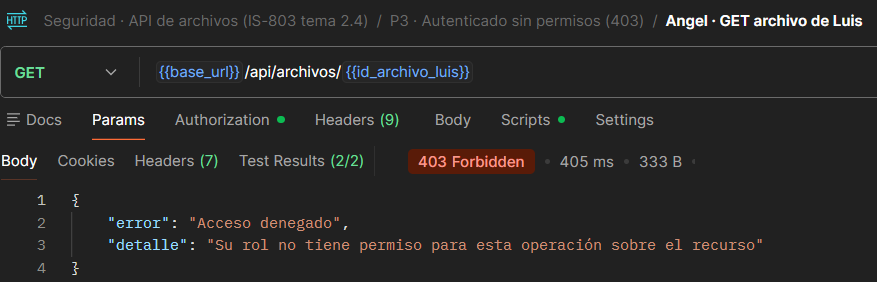 HTTP Seguridad · API de archivos (IS-803 tema 2.4) / P3 · Autenticado sin permisos (403) / Angel · GET archivo de Luis
GET {{base_url}}/api/archivos/ {{id_archivo_luis}}
Docs Params Authorization Headers (9) Body Scripts Settings
Body Cookies Headers (7) Test Results (2/2) 403 Forbidden 405 ms 333 B
1 {
2 "error": "Acceso denegado",
3 "detalle": "Su rol no tiene permiso para esta operación sobre el recurso"
4 }